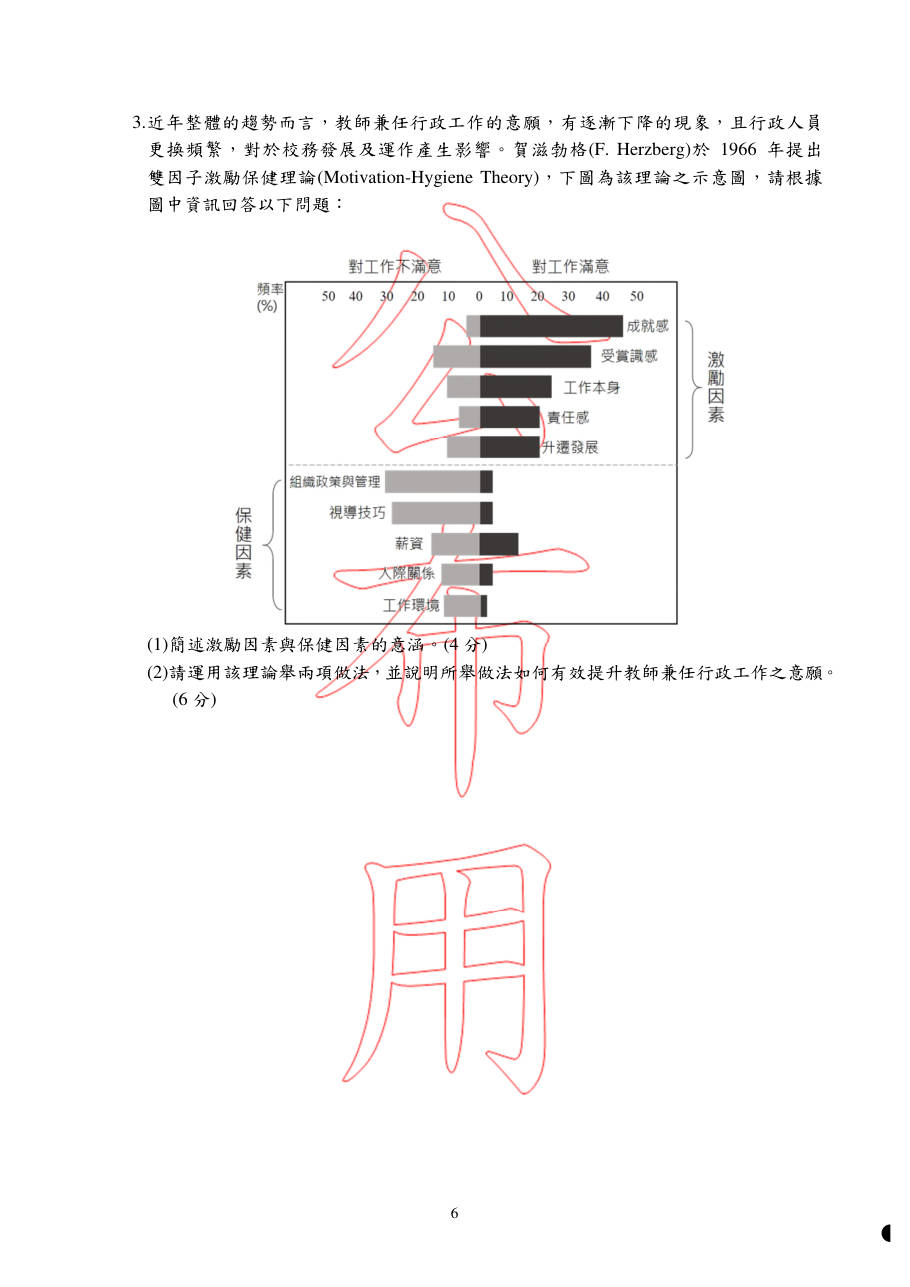 3.近年整體的趨勢而言，教師兼任行政工作的意願，有逐漸下降的現象，且行政人員
更換頻繁，對於校務發展及運作產生影響。賀滋勃格(F. Herzberg)於 1966 年提出
雙因子激勵保健理論(Motivation-Hygiene Theory)，下圖為該理論之示意圖，請根據
圖中資訊回答以下問題：
對工作不滿意 對工作滿意
頻率
(%)
50 40 30 20 10 0 10 20 30 40 50
成就感
受賞識感
工作本身
責任感
升遷發展
激勵因素
組織政策與管理
視導技巧
薪資
人際關係
工作環境
保健因素
(1)簡述激勵因素與保健因素的意涵。(4 分)
(2)請運用該理論舉兩項做法，並說明所舉做法如何有效提升教師兼任行政工作之意願。
(6 分)
公
布
用
6